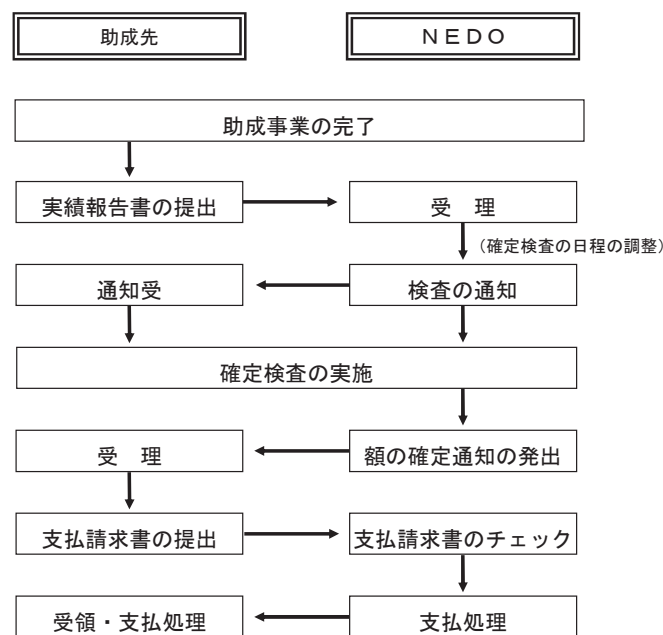 助成先
ＮＥＤＯ
助成事業の完了
実績報告書の提出
受　理
（確定検査の日程の調整）
通知受
検査の通知
確定検査の実施
受　理
額の確定通知の発出
支払請求書の提出
支払請求書のチェック
受領・支払処理
支払処理